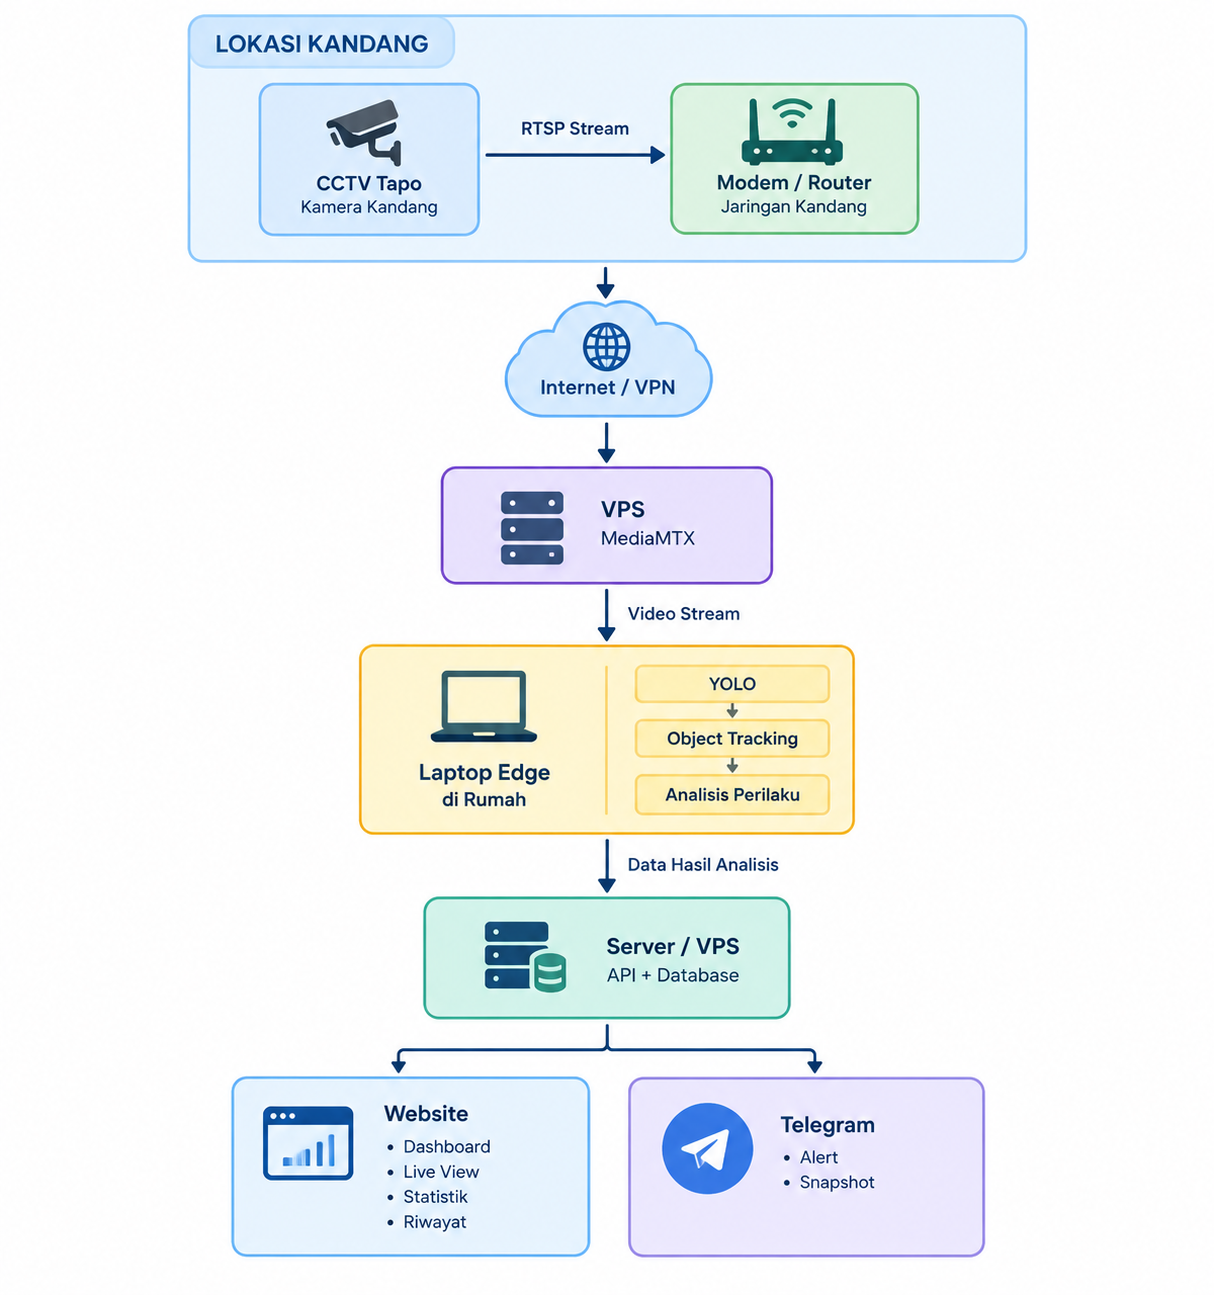 LOKASI KANDANG
CCTV Tapo
Kamera Kandang
RTSP Stream
Modem / Router
Jaringan Kandang
Internet / VPN
VPS
MediaMTX
Video Stream
Laptop Edge
di Rumah
YOLO
Object Tracking
Analisis Perilaku
Data Hasil Analisis
Server / VPS
API + Database
Website
• Dashboard
• Live View
• Statistik
• Riwayat
Telegram
• Alert
• Snapshot